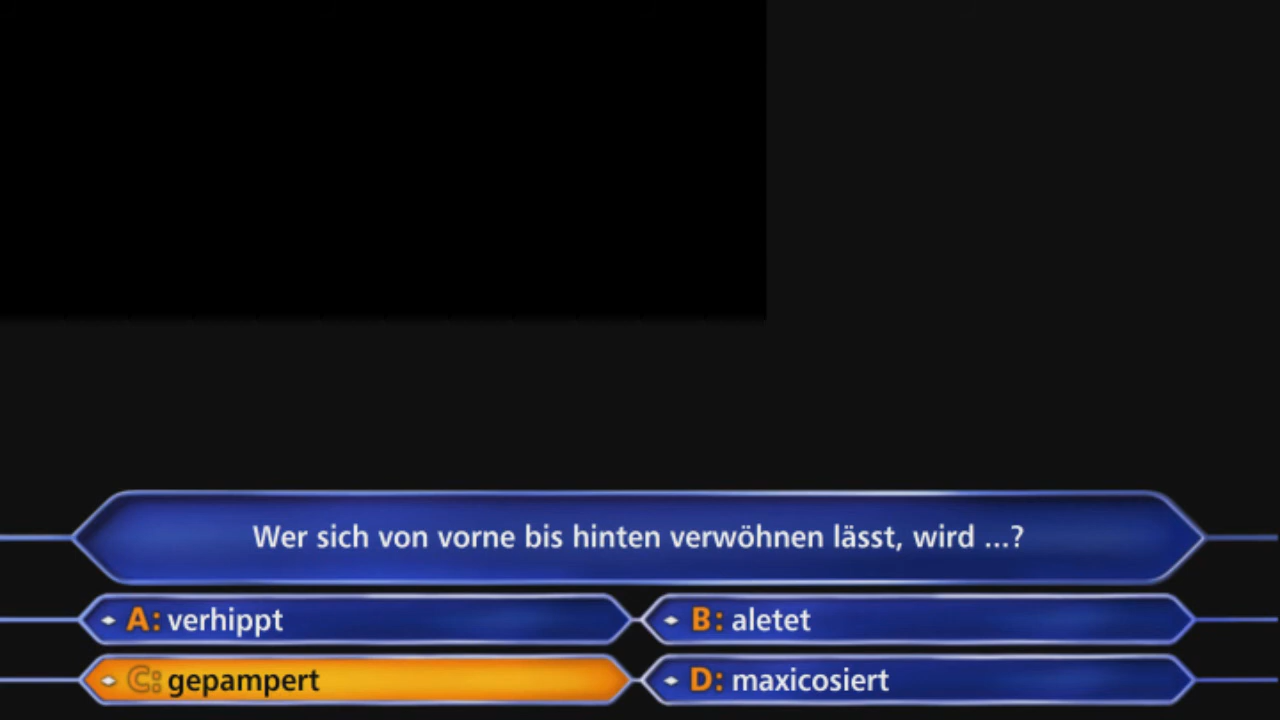 Wer sich von vorne bis hinten verwöhnen lässt, wird ...?
A: verhippt
B: aletet
C: gepampert
D: maxicosiert